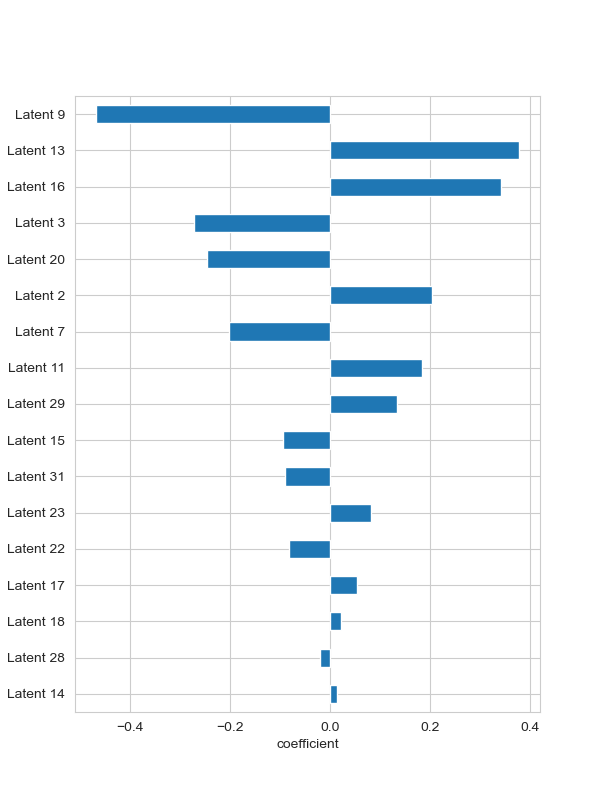 Latent 9
Latent 13
Latent 16
Latent 3
Latent 20
Latent 2
Latent 7
Latent 11
Latent 29
Latent 15
Latent 31
Latent 23
Latent 22
Latent 17
Latent 18
Latent 28
Latent 14
−0.4 −0.2 0.0 0.2 0.4
coefficient